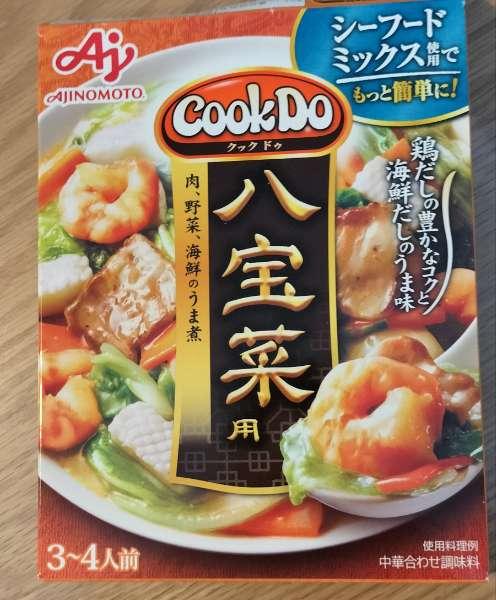 Aj
AJINOMOTO®
シーフード
ミックス使用で
もっと簡単に!
CookDo®
クック ドゥ
鶏だしの豊かなコクと
海鮮だしのうま味
八宝菜用
肉、野菜、海鮮のうま煮
3~4人前
使用料理例
中華合わせ調味料